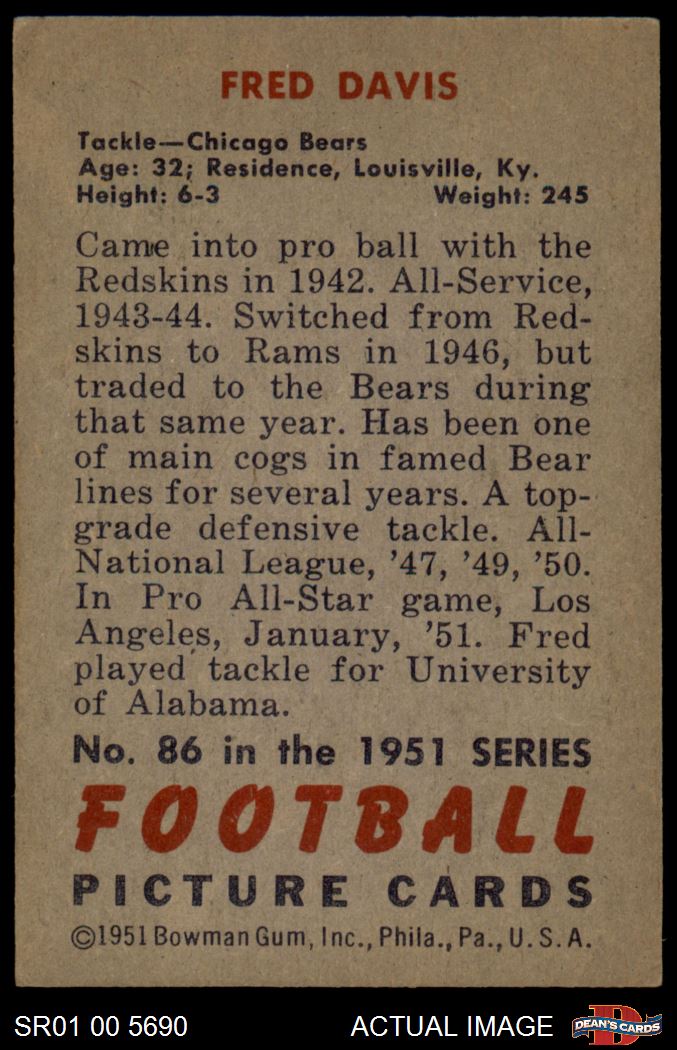 FRED DAVIS
Tackle—Chicago Bears
Age: 32; Residence, Louisville, Ky.
Height: 6-3 Weight: 245
Came into pro ball with the
Redskins in 1942. All-Service,
1943-44. Switched from Red-
skins to Rams in 1946, but
traded to the Bears during
that same year. Has been one
of main cogs in famed Bear
lines for several years. A top-
grade defensive tackle. All-
National League, '47, '49, '50.
In Pro All-Star game, Los
Angeles, January, '51. Fred
played tackle for University
of Alabama.
No. 86 in the 1951 SERIES
FOOTBALL
PICTURE CARDS
©1951 Bowman Gum, Inc., Phila., Pa., U. S. A.
SR01 00 5690 ACTUAL IMAGE D DEAN'S CARDS